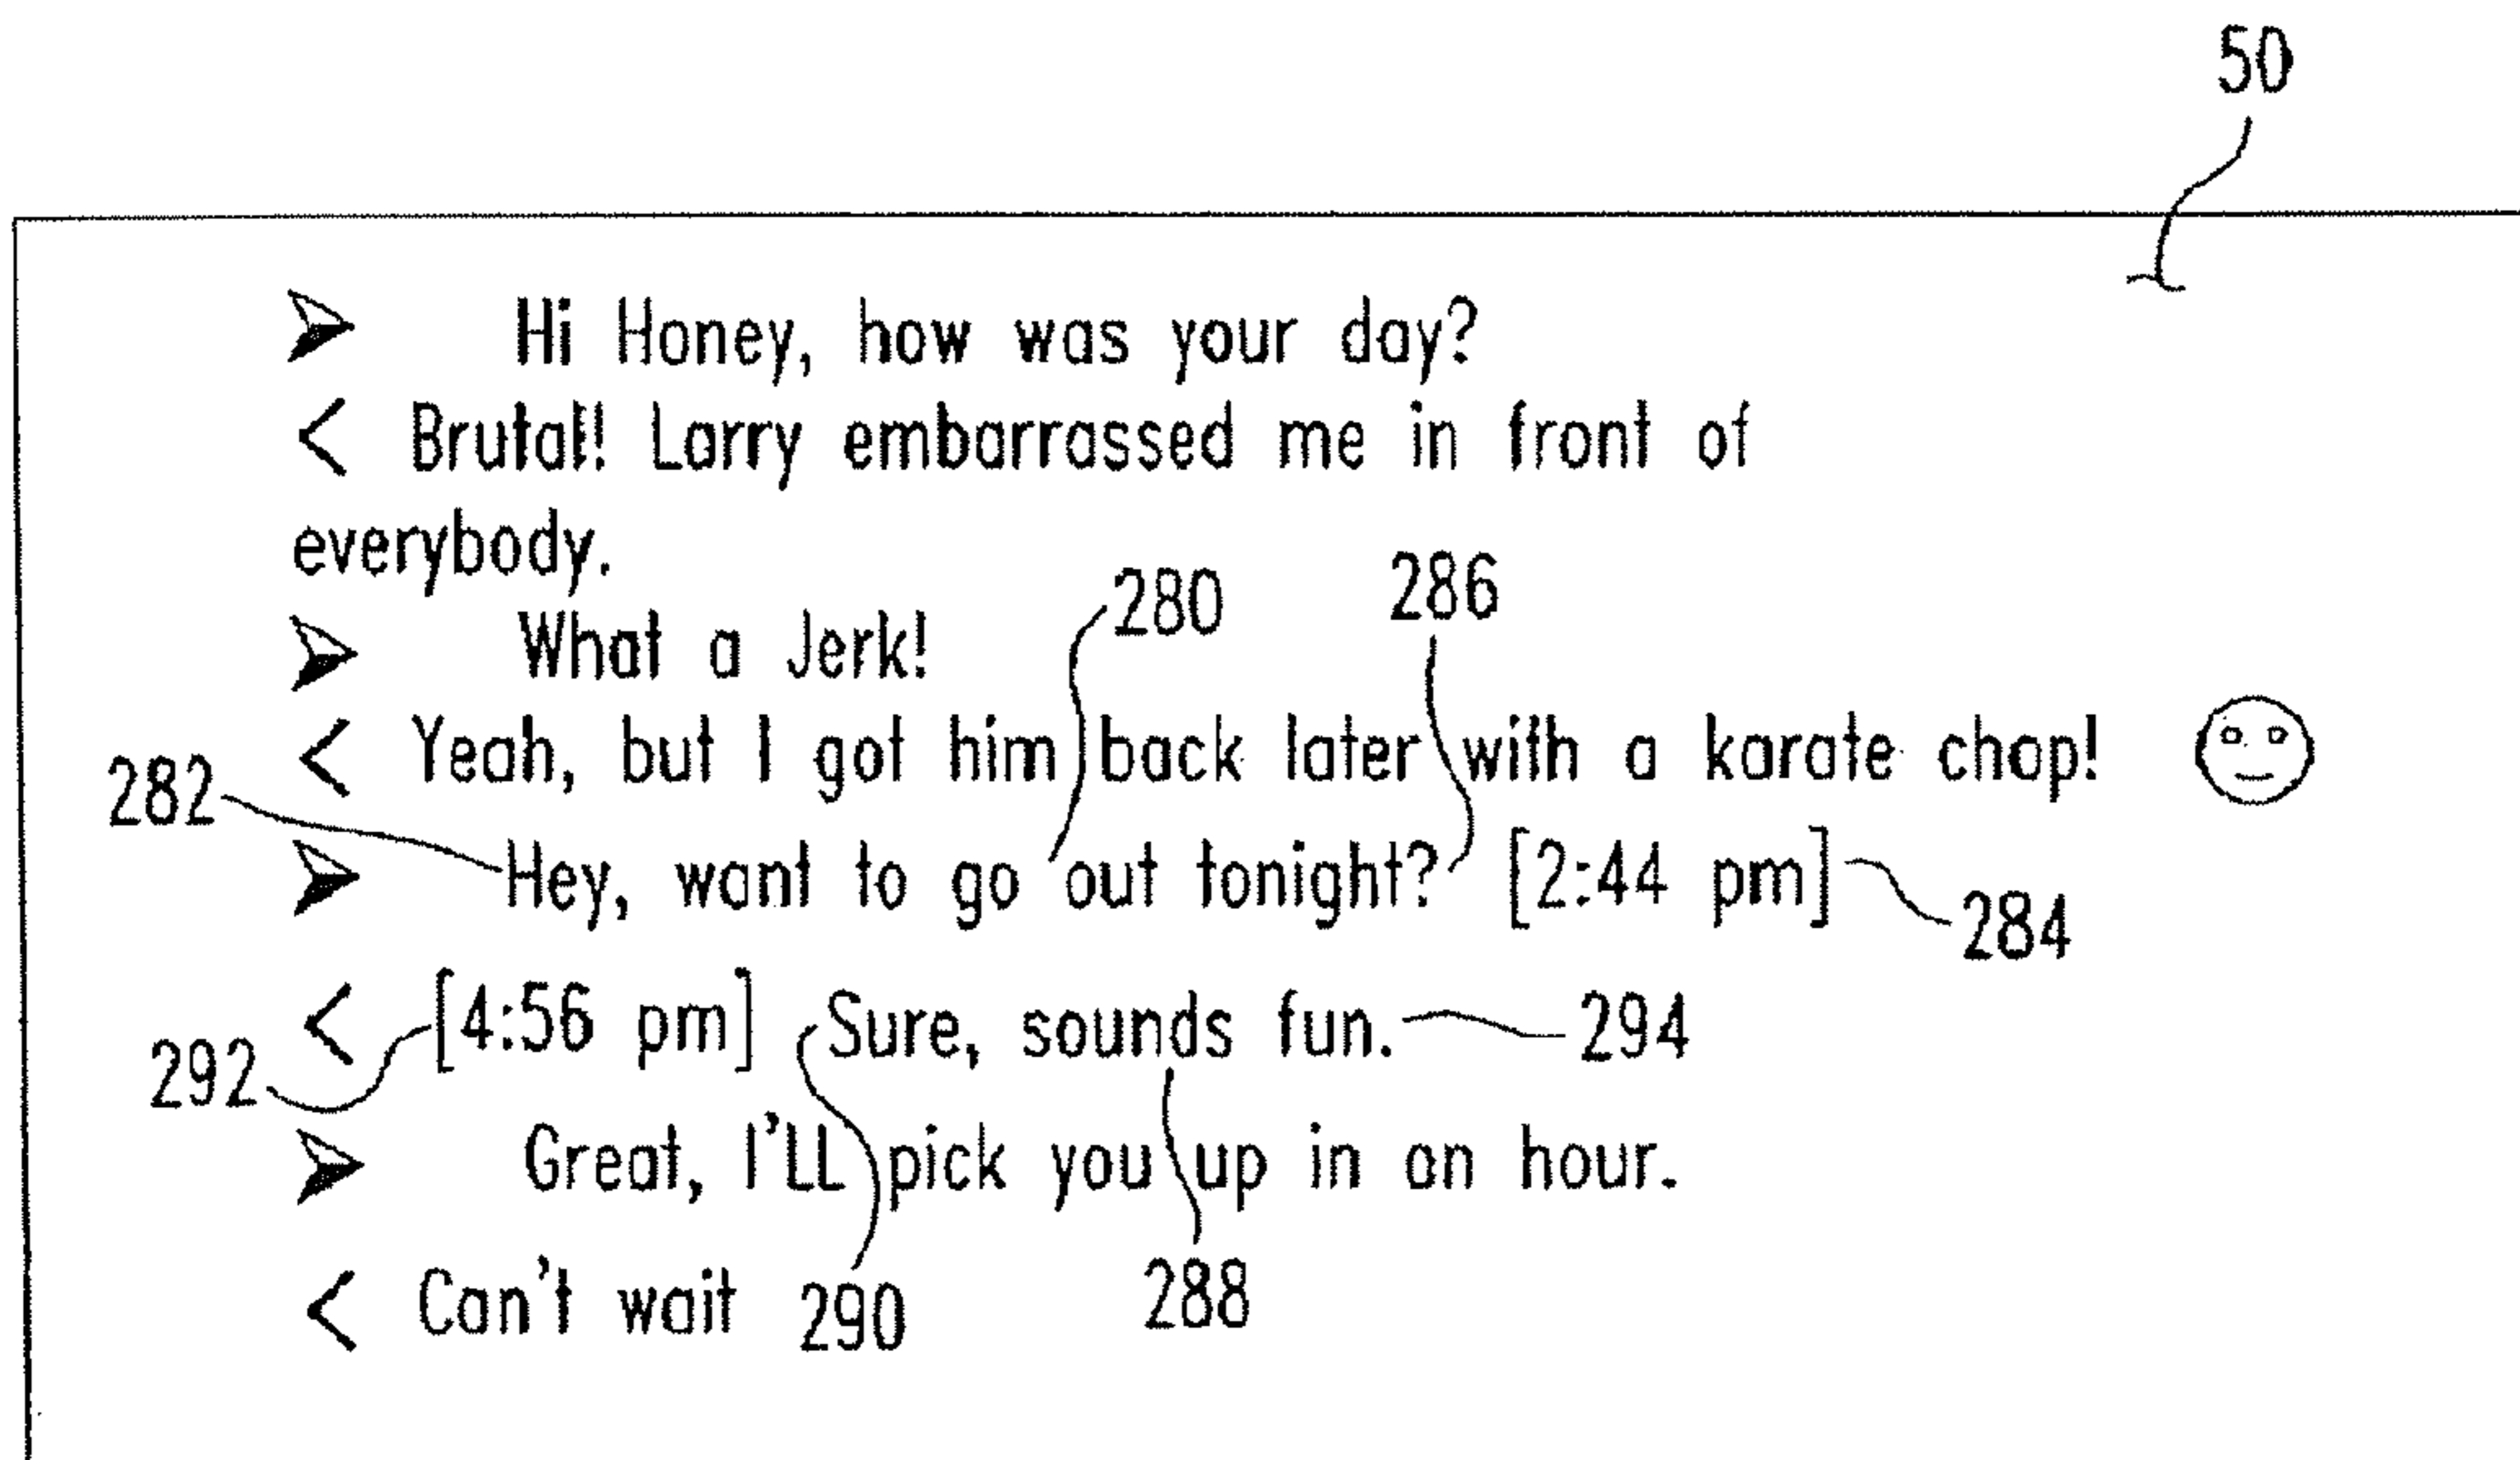 50
➢ Hi Honey, how was your day?
< Brutal! Larry embarrassed me in front of
everybody.
280 286
➢ What a Jerk!
< Yeah, but I got him back later with a karate chop!
282
➢ Hey, want to go out tonight? [2:44 pm]
284
< [4:56 pm] Sure, sounds fun. 294
292
➢ Great, I'LL pick you up in an hour.
< Can't wait 290 288